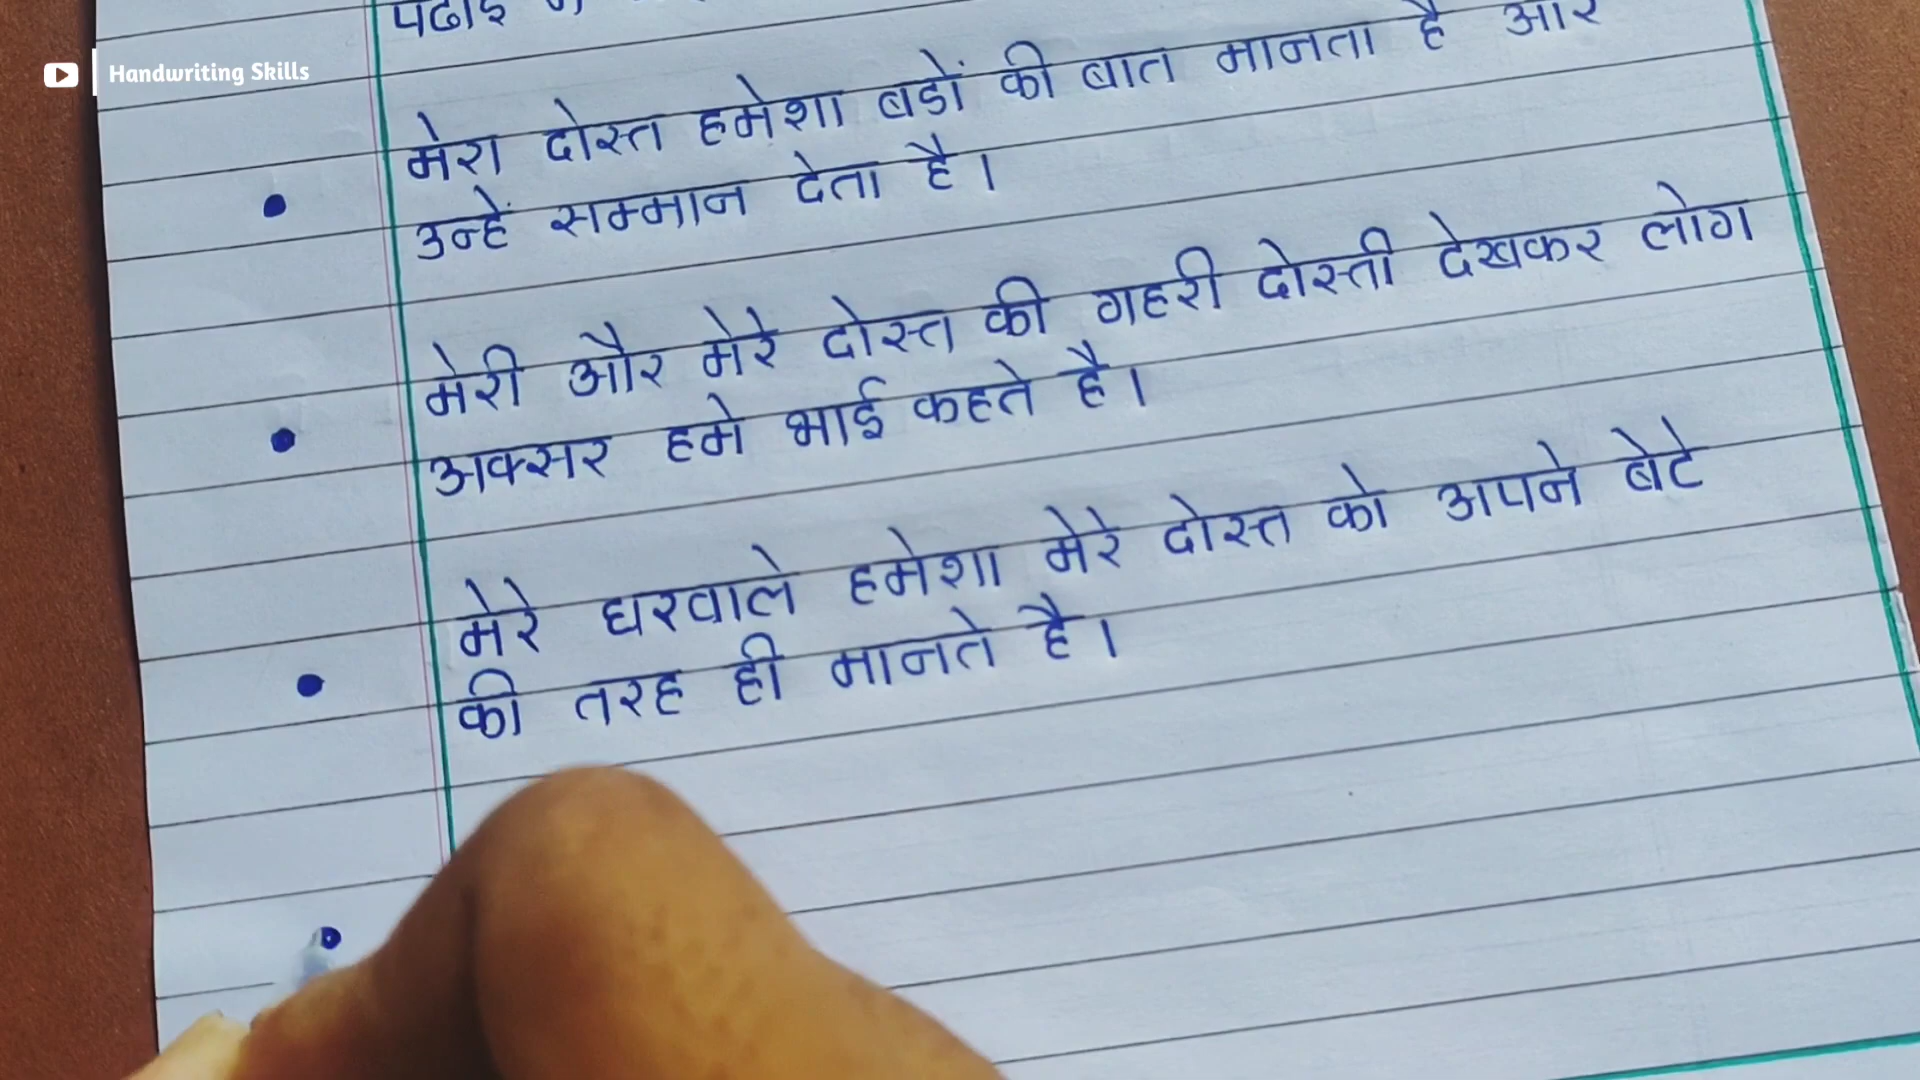 Handwriting Skills
पढाई
मेरा दोस्त हमेशा बडों की बात मानता है और
उन्हें सम्मान देता है।
मेरी और मेरे दोस्त की गहरी दोस्ती देखकर लोग
अक्सर हमे भाई कहते है।
मेरे घरवाले हमेशा मेरे दोस्त को अपने बेटे
की तरह ही मानते है।